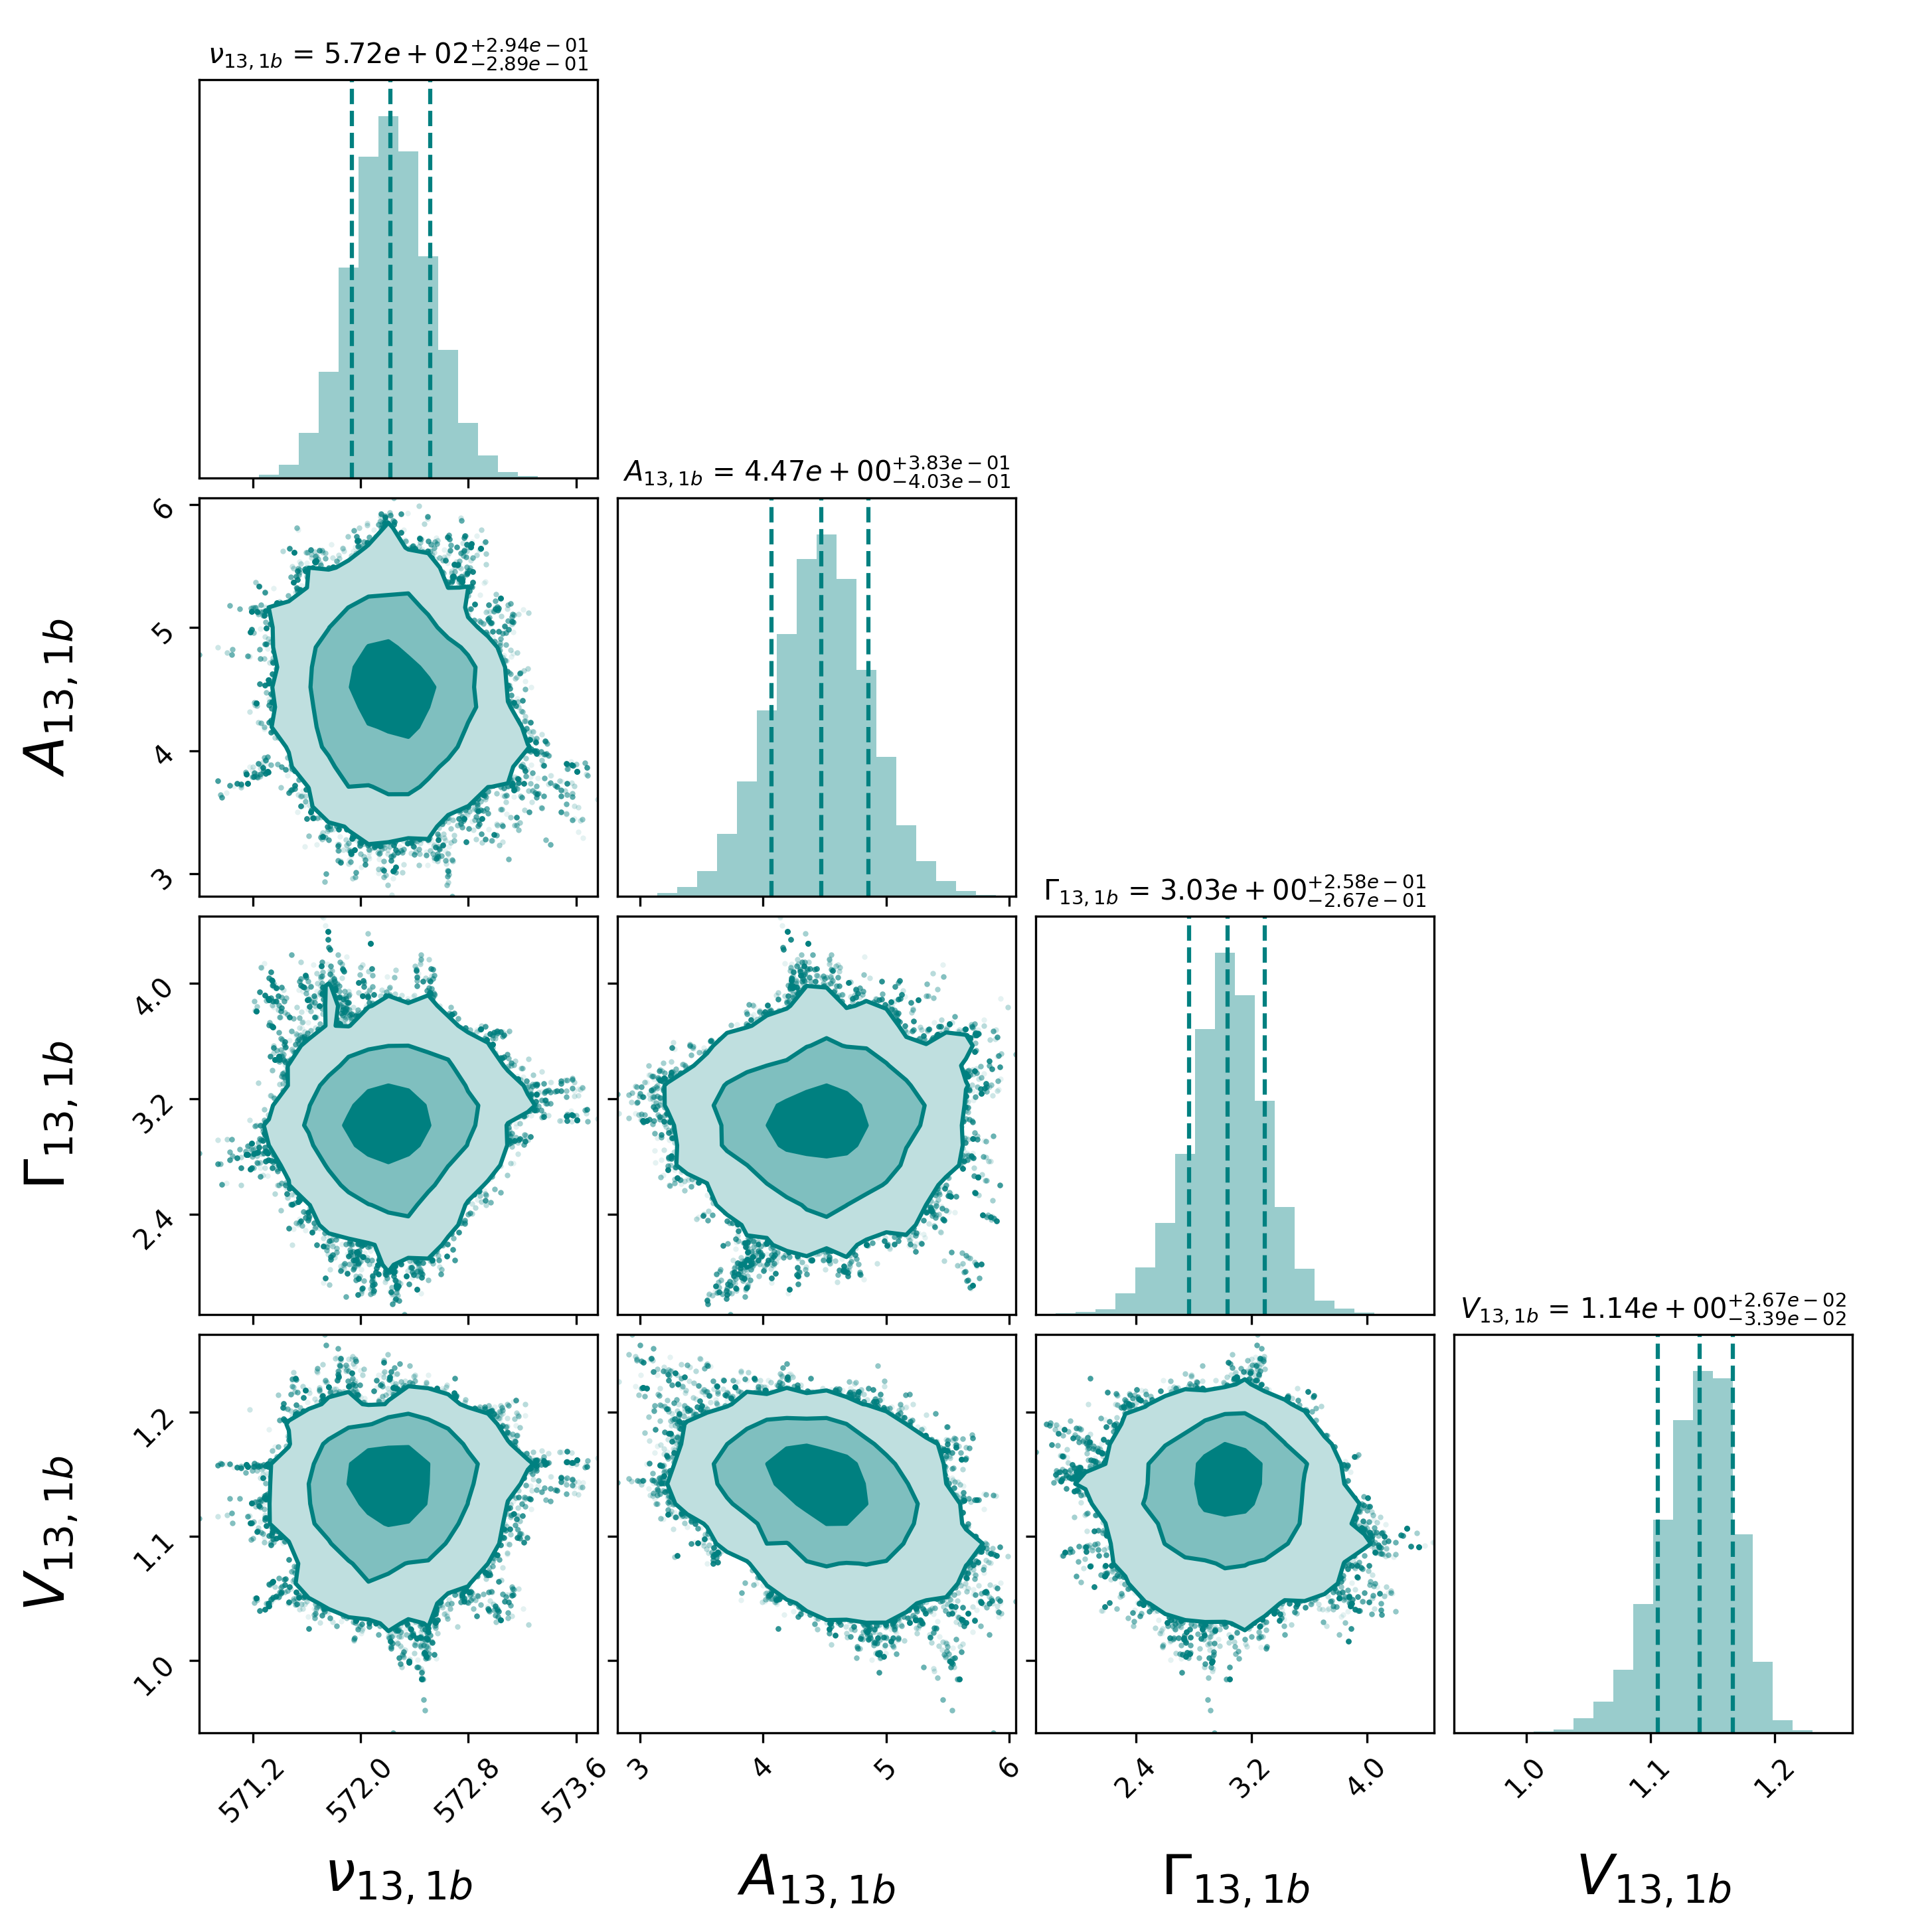 ν13, 1b = 5.72e + 02 +2.94e − 01 −2.89e − 01
A13, 1b = 4.47e + 00 +3.83e − 01 −4.03e − 01
Γ13, 1b = 3.03e + 00 +2.58e − 01 −2.67e − 01
V13, 1b = 1.14e + 00 +2.67e − 02 −3.39e − 02
A13, 1b
6
5
4
3
Γ13, 1b
4.0
3.2
2.4
V13, 1b
1.2
1.1
1.0
571.2 572.0 572.8 573.6 3 4 5 6 2.4 3.2 4.0 1.0 1.1 1.2
ν13, 1b A13, 1b Γ13, 1b V13, 1b